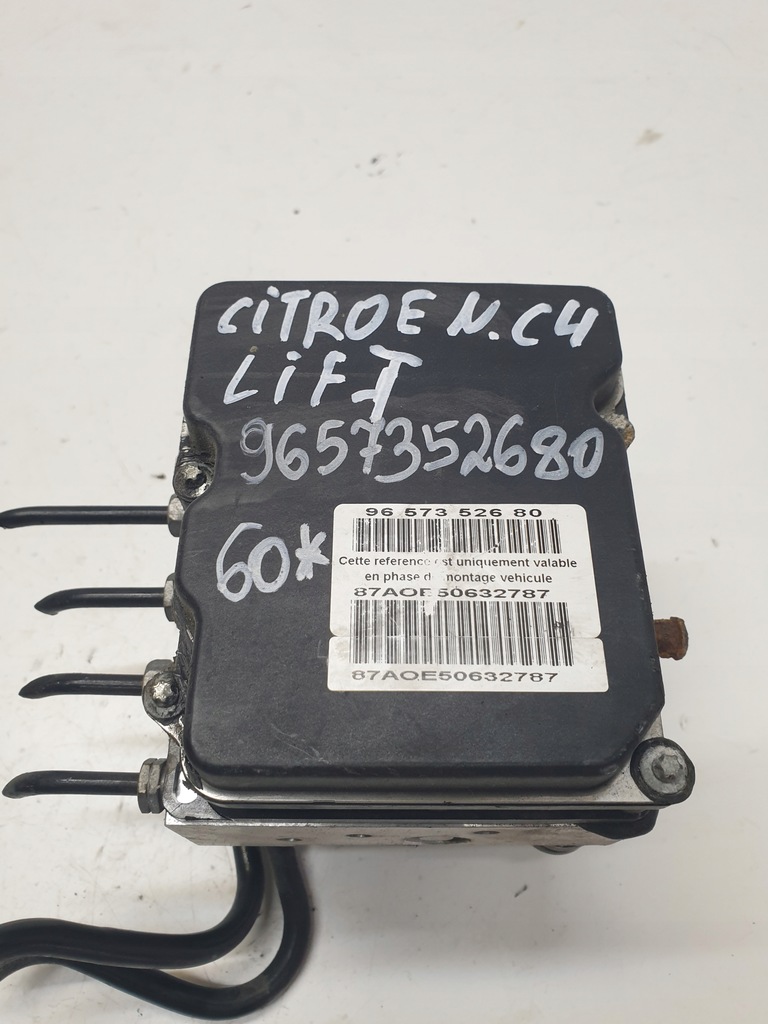 CiTROEN.C4
LiFT
9657352680
60*
96 573 526 80
Cette reference est uniquement valable
en phase de montage vehicule
87AOE50632787
87AOE50632787